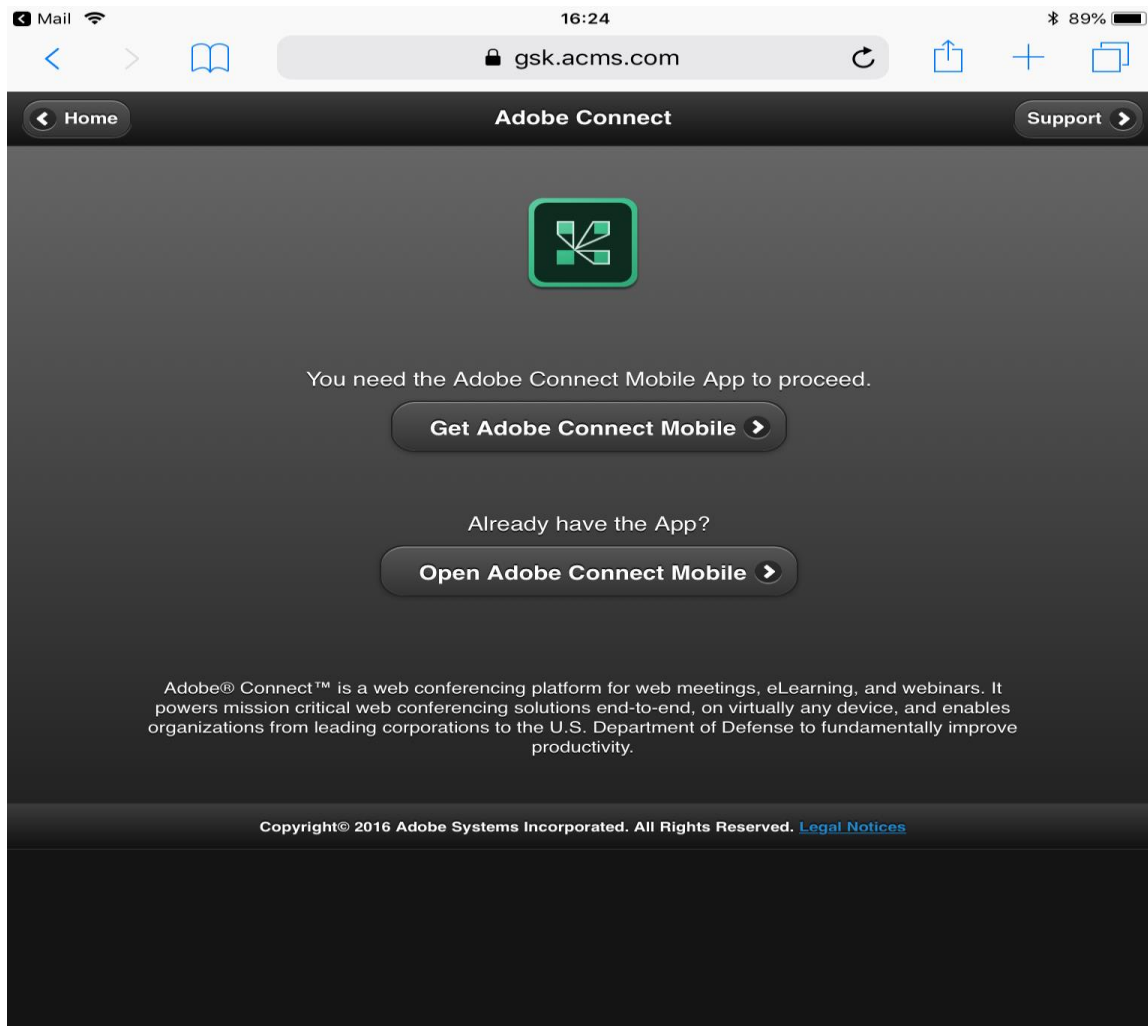 Mail 16:24 89%
gsk.acms.com
Home Adobe Connect Support
You need the Adobe Connect Mobile App to proceed.
Get Adobe Connect Mobile
Already have the App?
Open Adobe Connect Mobile
Adobe® Connect™ is a web conferencing platform for web meetings, eLearning, and webinars. It
powers mission critical web conferencing solutions end-to-end, on virtually any device, and enables
organizations from leading corporations to the U.S. Department of Defense to fundamentally improve
productivity.
Copyright© 2016 Adobe Systems Incorporated. All Rights Reserved. Legal Notices